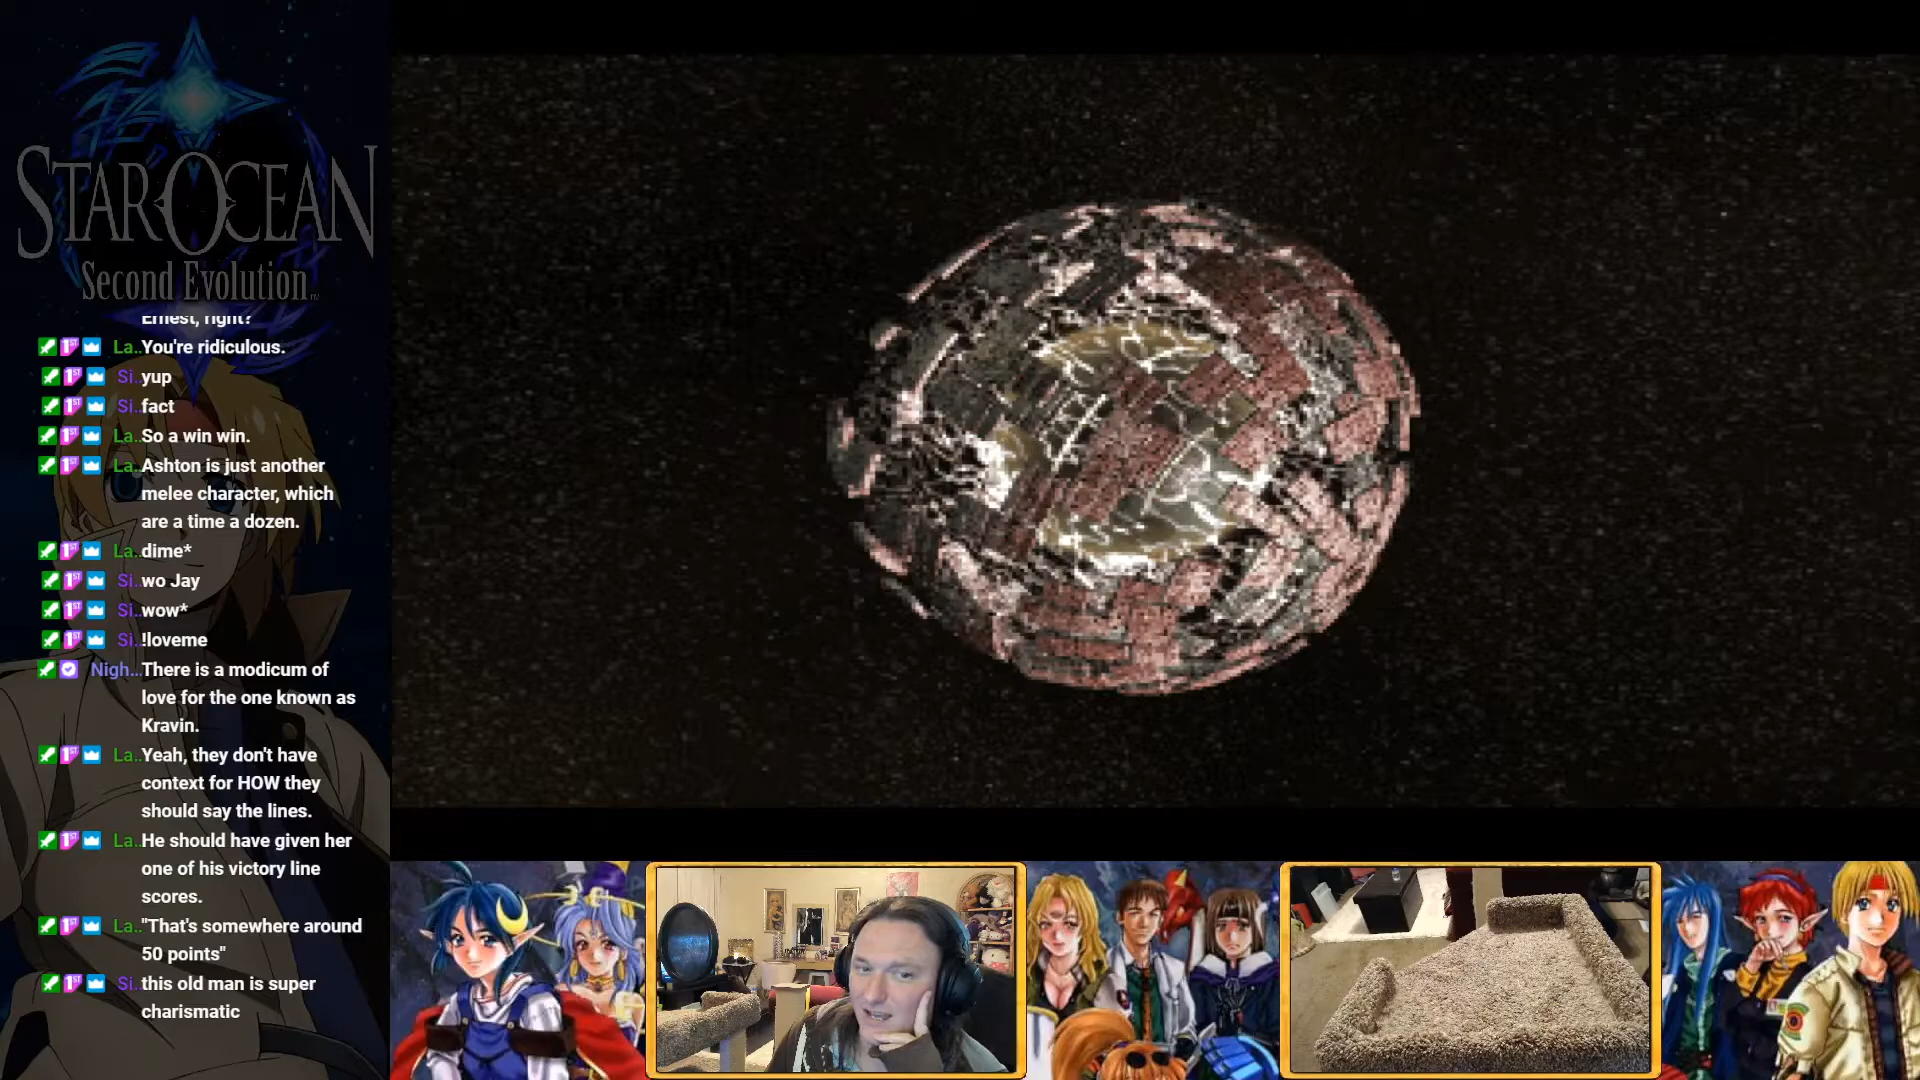 STAR OCEAN
Second Evolution
Ernest, right?
La..You're ridiculous.
Si..yup
Si..fact
La..So a win win.
La..Ashton is just another
melee character, which
are a time a dozen.
La..dime*
Si..wo Jay
Si..wow*
Si..!loveme
Nigh...There is a modicum of
love for the one known as
Kravin.
La..Yeah, they don't have
context for HOW they
should say the lines.
La..He should have given her
one of his victory line
scores.
La.."That's somewhere around
50 points"
Si..this old man is super
charismatic